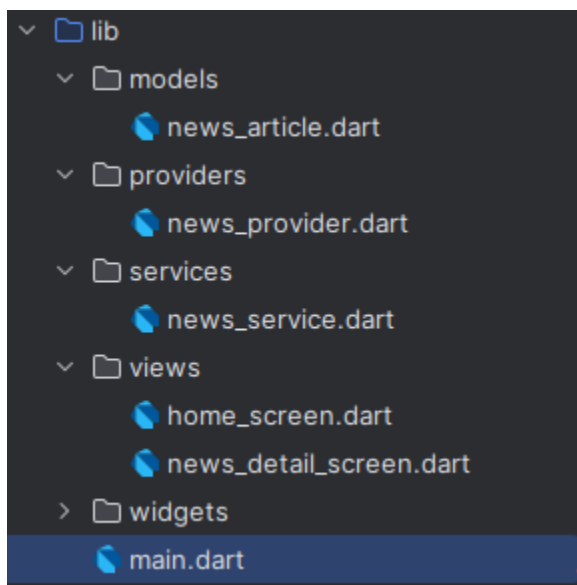 lib
models
news_article.dart
providers
news_provider.dart
services
news_service.dart
views
home_screen.dart
news_detail_screen.dart
widgets
main.dart